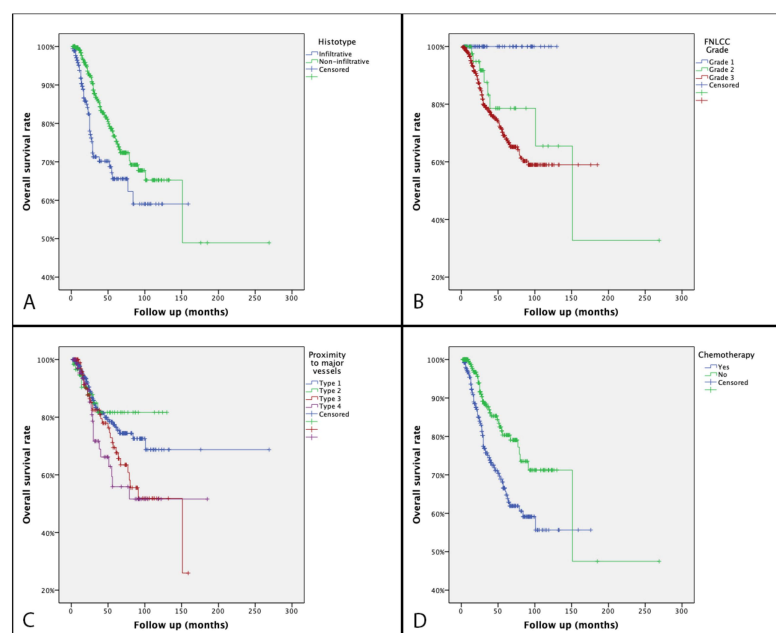 Histotype
Infiltrative
Non-infiltrative
Censored
Overall survival rate
100%
90%
80%
70%
60%
50%
40%
0 50 100 150 200 250 300
Follow up (months)
A
FNLCC
Grade
Grade 1
Grade 2
Grade 3
Censored
Overall survival rate
100%
80%
60%
40%
20%
0 50 100 150 200 250 300
Follow up (months)
B
Proximity
to major
vessels
Type 1
Type 2
Type 3
Type 4
Censored
Overall survival rate
100%
80%
60%
40%
20%
0 50 100 150 200 250 300
Follow up (months)
C
Chemotherapy
Yes
No
Censored
Overall survival rate
100%
90%
80%
70%
60%
50%
40%
0 50 100 150 200 250 300
Follow up (months)
D